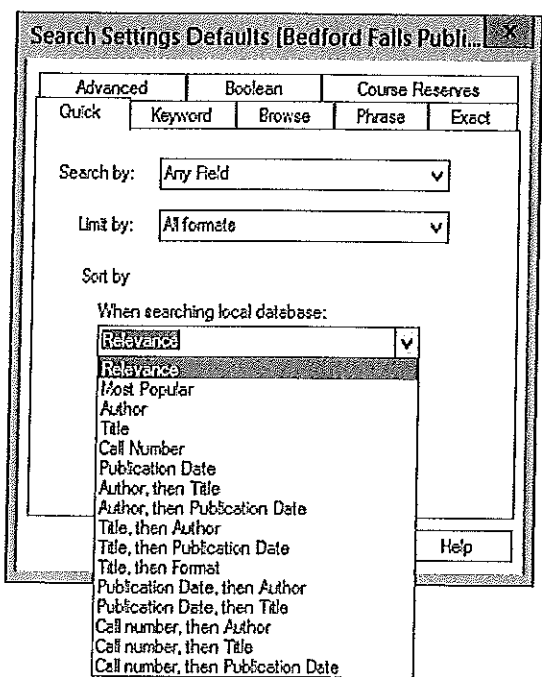 Search Settings Defaults (Bedford Falls Publi... X
Advanced Boolean Course Reserves
Quick Keyword Browse Phrase Exact
Search by: Any Field
Limit by: All formats
Sort by
When searching local database:
Relevance
Relevance
Most Popular
Author
Title
Call Number
Publication Date
Author, then Title
Author, then Publication Date
Title, then Author
Title, then Publication Date
Title, then Format
Help
Publication Date, then Author
Publication Date, then Title
Call number, then Author
Call number, then Title
Call number, then Publication Date